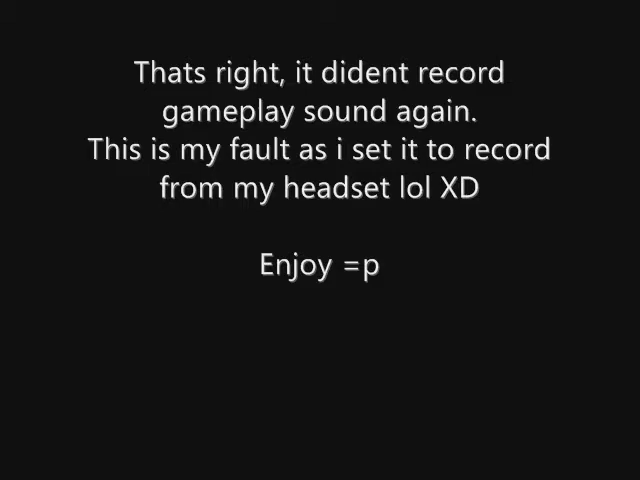 Thats right, it dident record
gameplay sound again.
This is my fault as i set it to record
from my headset lol XD
Enjoy =p